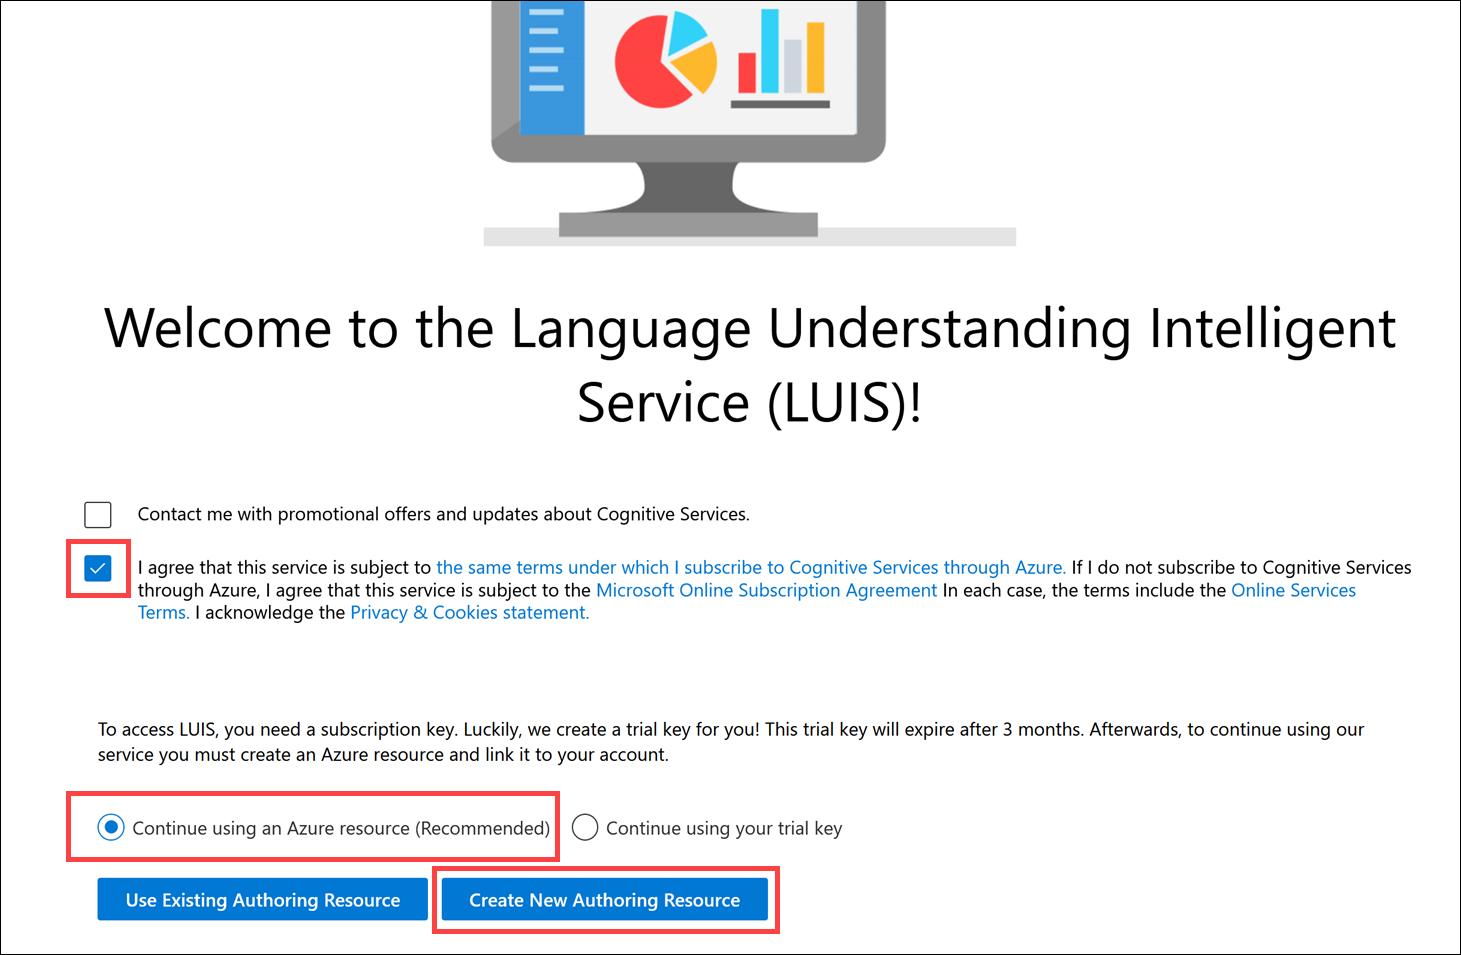 Welcome to the Language Understanding Intelligent
Service (LUIS)!
Contact me with promotional offers and updates about Cognitive Services.
I agree that this service is subject to the same terms under which I subscribe to Cognitive Services through Azure. If I do not subscribe to Cognitive Services
through Azure, I agree that this service is subject to the Microsoft Online Subscription Agreement In each case, the terms include the Online Services
Terms. I acknowledge the Privacy & Cookies statement.
To access LUIS, you need a subscription key. Luckily, we create a trial key for you! This trial key will expire after 3 months. Afterwards, to continue using our
service you must create an Azure resource and link it to your account.
Continue using an Azure resource (Recommended) Continue using your trial key
Use Existing Authoring Resource Create New Authoring Resource